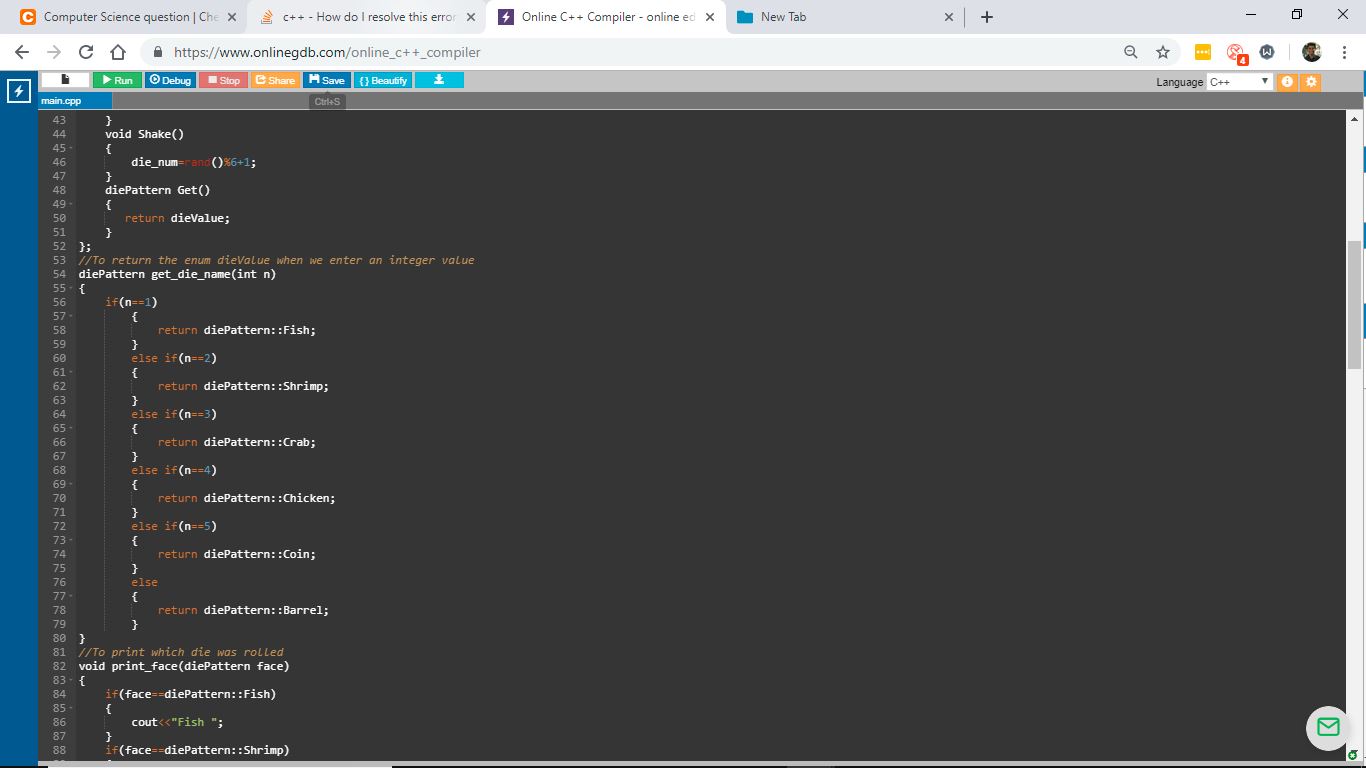 Computer Science question | Che
c++ - How do I resolve this error
Online C++ Compiler - online ed
New Tab
https://www.onlinegdb.com/online_c++_compiler
4
Run
Debug
Stop
Share
Save
{ } Beautify
Language
C++
main.cpp
Ctrl+S
43 }
44 void Shake()
45 {
46 die_num=rand()%6+1;
47 }
48 diePattern Get()
49 {
50 return dieValue;
51 }
52 };
53 //To return the enum dieValue when we enter an integer value
54 diePattern get_die_name(int n)
55 {
56 if(n==1)
57 {
58 return diePattern::Fish;
59 }
60 else if(n==2)
61 {
62 return diePattern::Shrimp;
63 }
64 else if(n==3)
65 {
66 return diePattern::Crab;
67 }
68 else if(n==4)
69 {
70 return diePattern::Chicken;
71 }
72 else if(n==5)
73 {
74 return diePattern::Coin;
75 }
76 else
77 {
78 return diePattern::Barrel;
79 }
80 }
81 //To print which die was rolled
82 void print_face(diePattern face)
83 {
84 if(face==diePattern::Fish)
85 {
86 cout<<"Fish ";
87 }
88 if(face==diePattern::Shrimp)